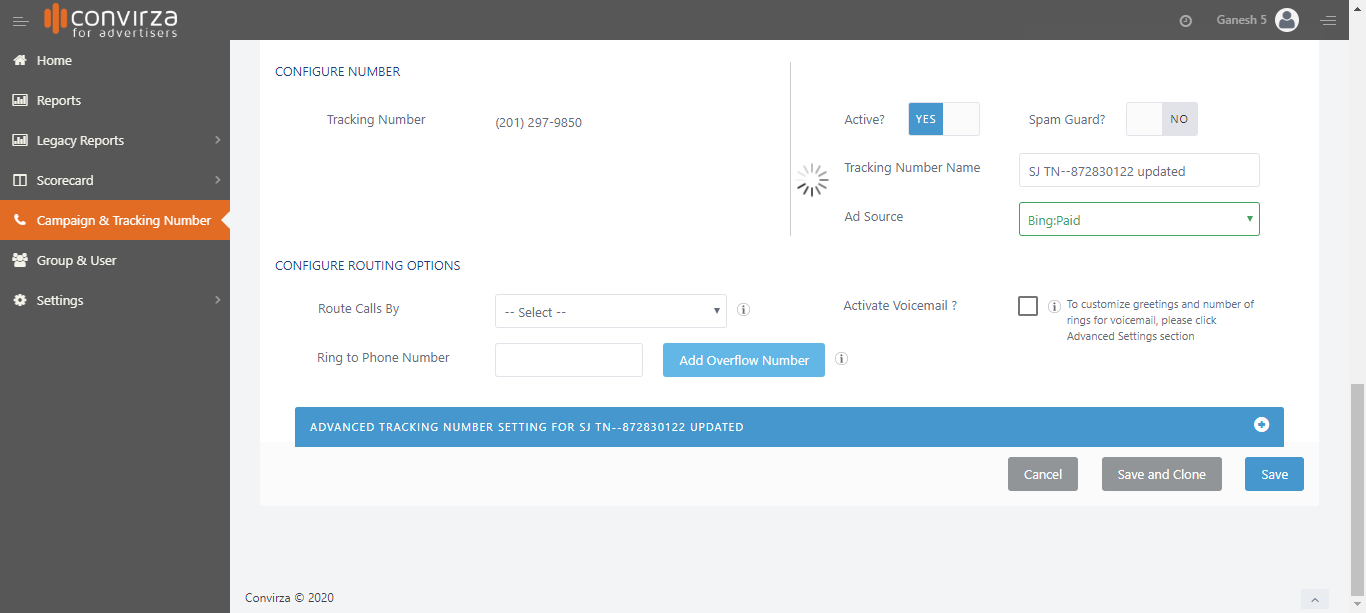 convirza
for advertisers
Ganesh 5
Home
Reports
Legacy Reports
Scorecard
Campaign & Tracking Number
Group & User
Settings
CONFIGURE NUMBER
Tracking Number
(201) 297-9850
Active?
YES
Spam Guard?
NO
Tracking Number Name
SJ TN--872830122 updated
Ad Source
Bing:Paid
CONFIGURE ROUTING OPTIONS
Route Calls By
-- Select --
Activate Voicemail ?
To customize greetings and number of
rings for voicemail, please click
Advanced Settings section
Ring to Phone Number
Add Overflow Number
ADVANCED TRACKING NUMBER SETTING FOR SJ TN--872830122 UPDATED
Cancel
Save and Clone
Save
Convirza © 2020